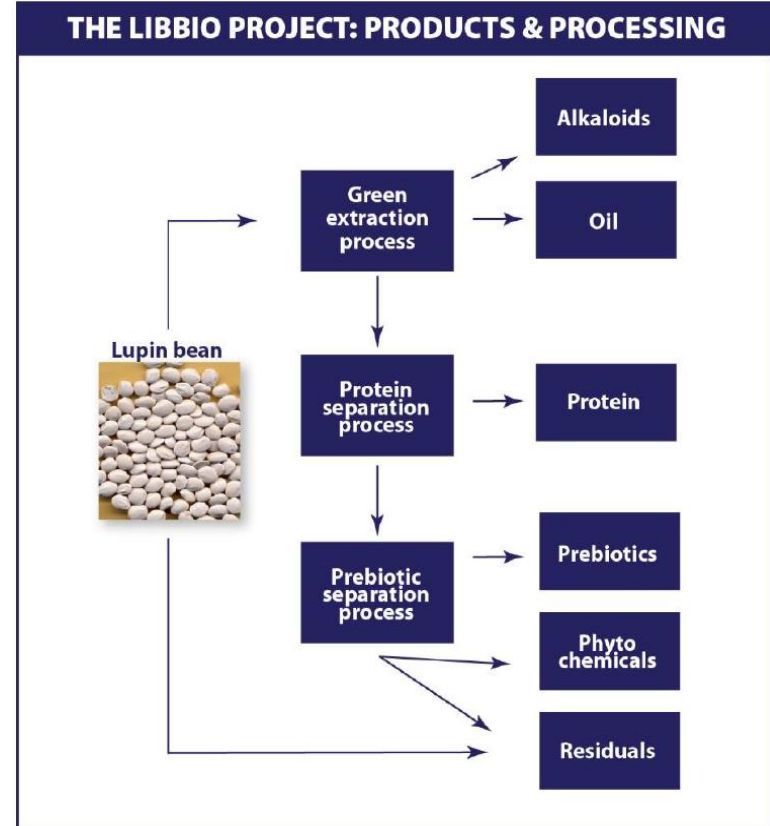 THE LIBBIO PROJECT: PRODUCTS & PROCESSING
Alkaloids
Green
extraction
process
Oil
Lupin bean
Protein
separation
process
Protein
Prebiotic
separation
process
Prebiotics
Phyto
chemicals
Residuals